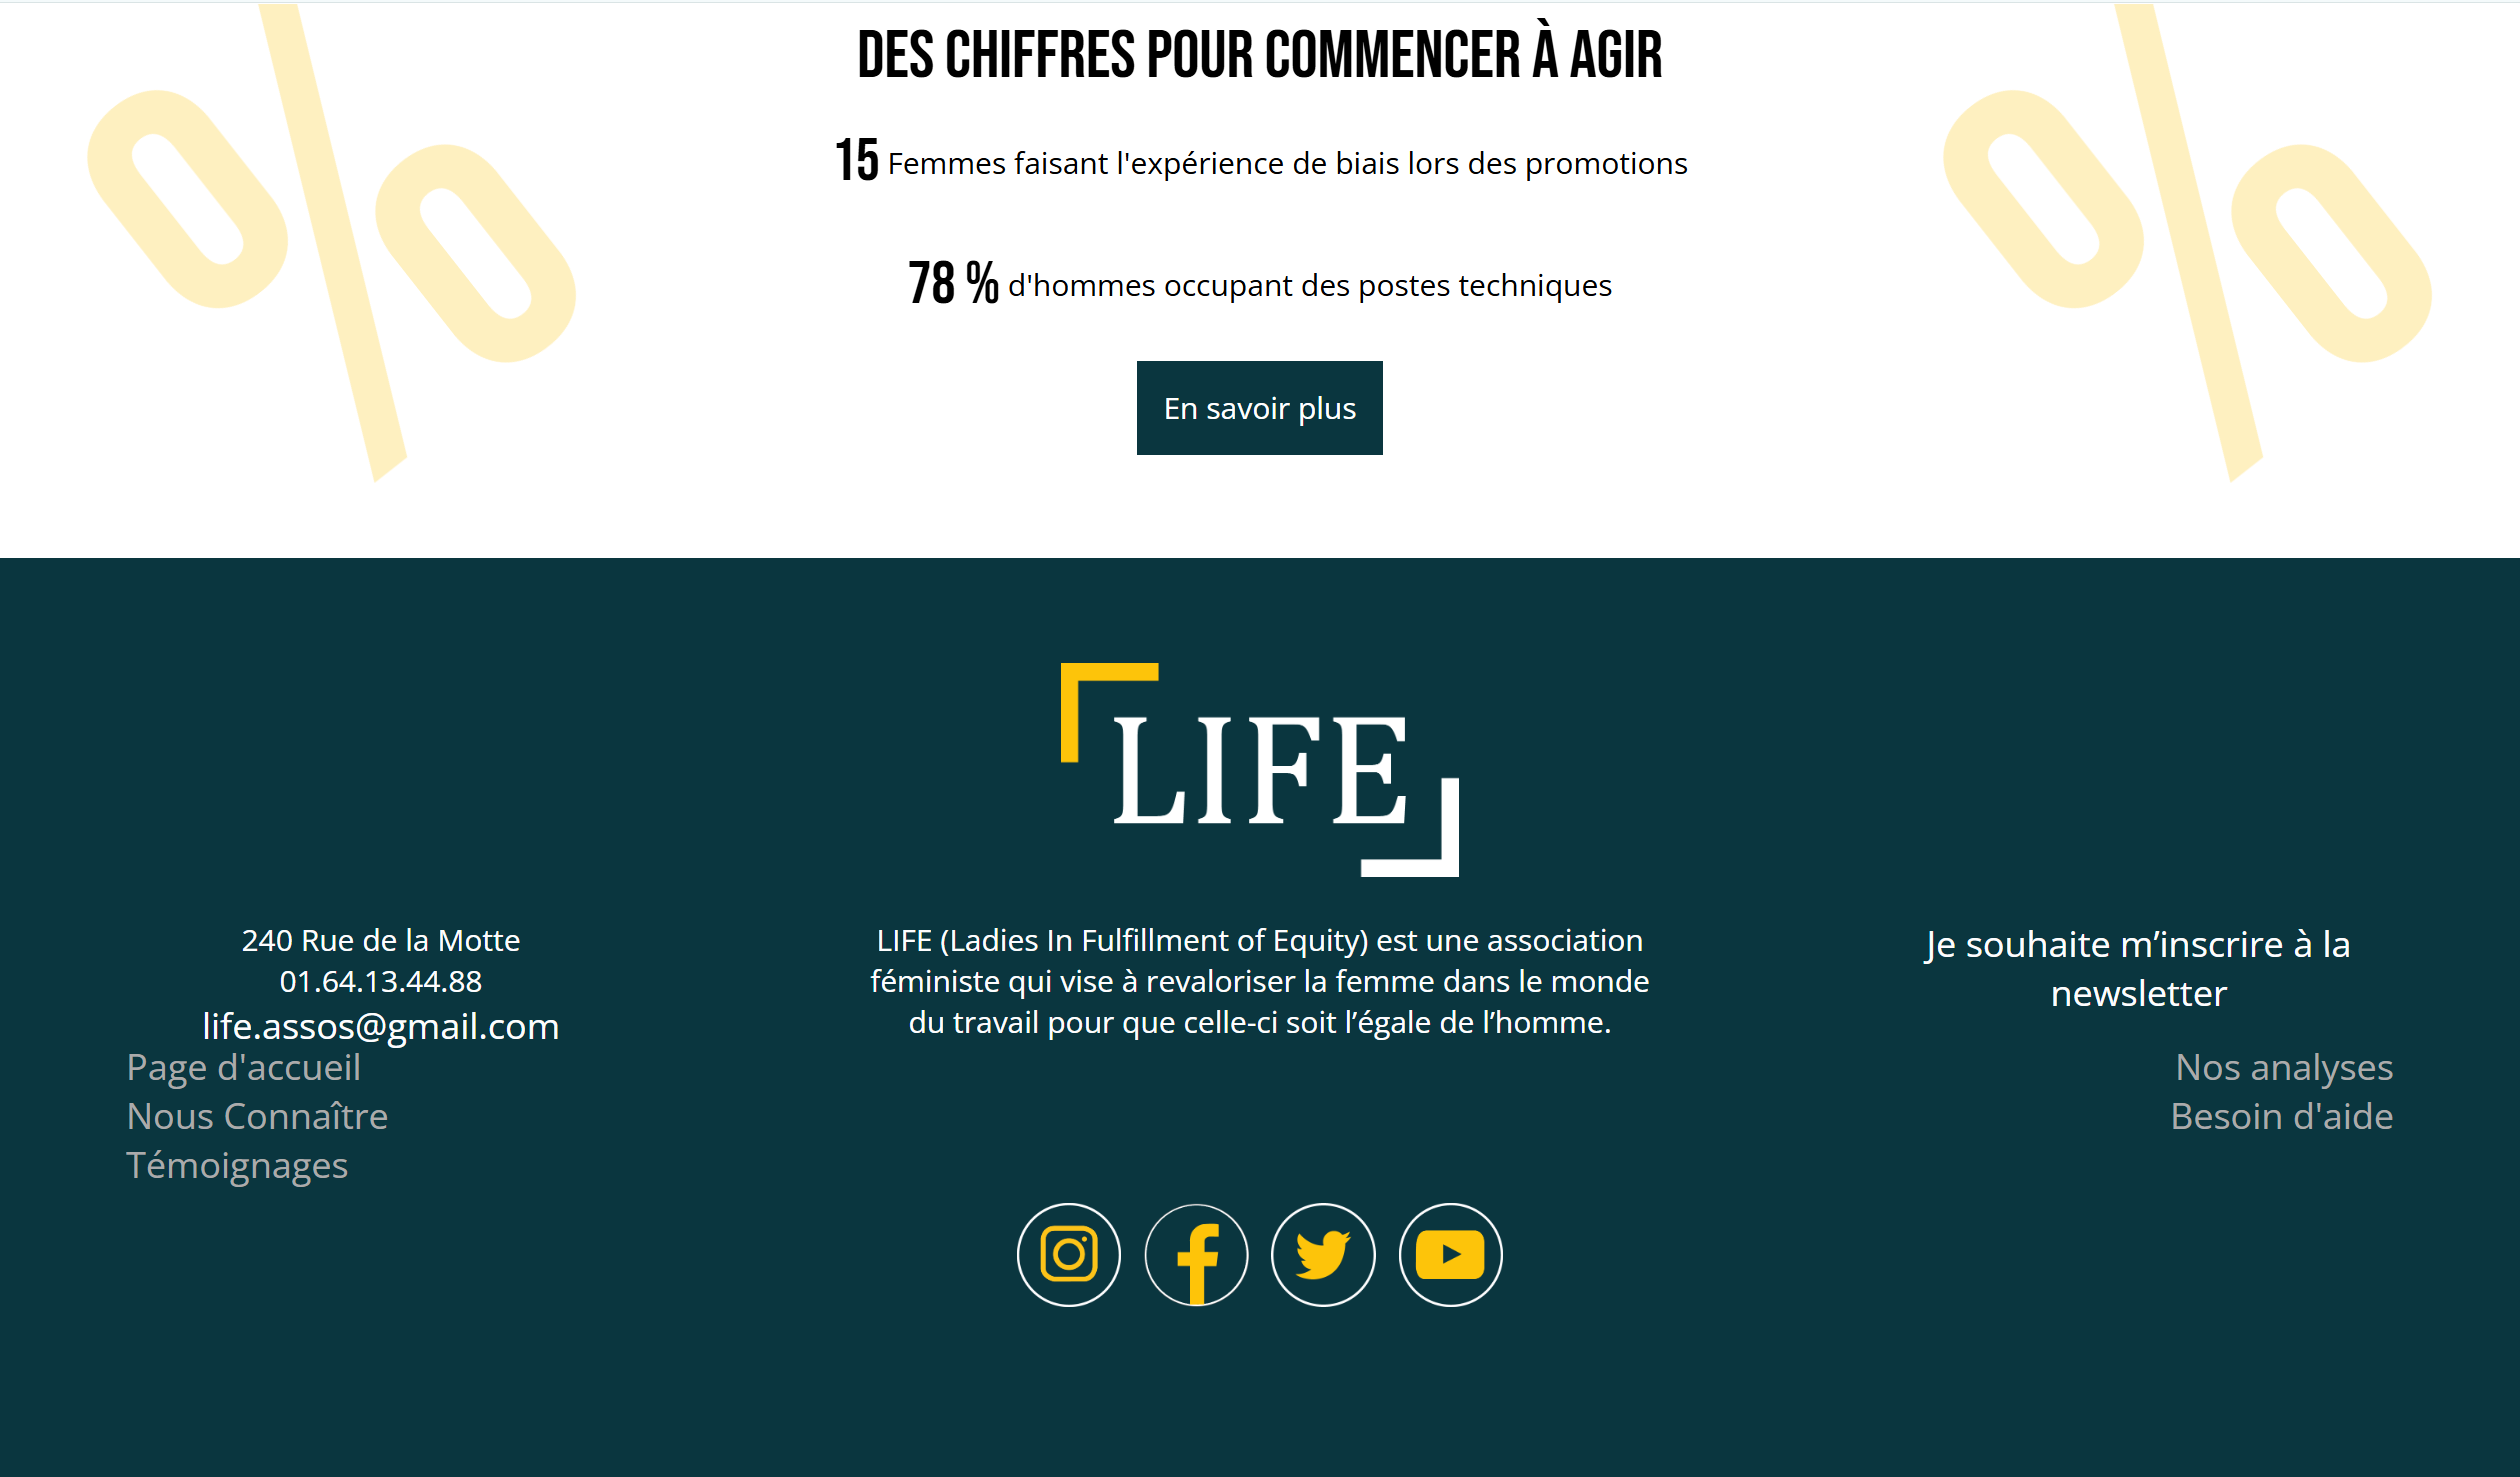 DES CHIFFRES POUR COMMENCER À AGIR
15 Femmes faisant l'expérience de biais lors des promotions
78 % d'hommes occupant des postes techniques
En savoir plus
LIFE
240 Rue de la Motte
01.64.13.44.88
life.assos@gmail.com
LIFE (Ladies In Fulfillment of Equity) est une association
féministe qui vise à revaloriser la femme dans le monde
du travail pour que celle-ci soit l’égale de l’homme.
Je souhaite m’inscrire à la
newsletter
Page d'accueil
Nous Connaître
Témoignages
Nos analyses
Besoin d'aide